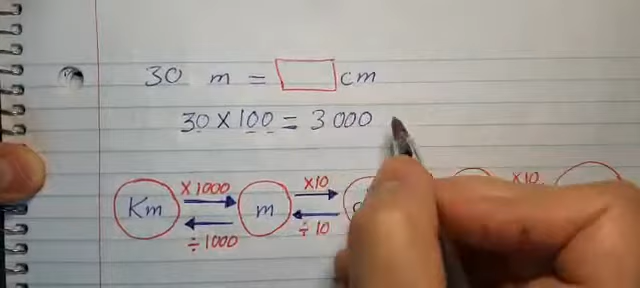 30 m = cm
30 × 100 = 3 000
×1000 ×10 ×10
Km m
÷1000 ÷10